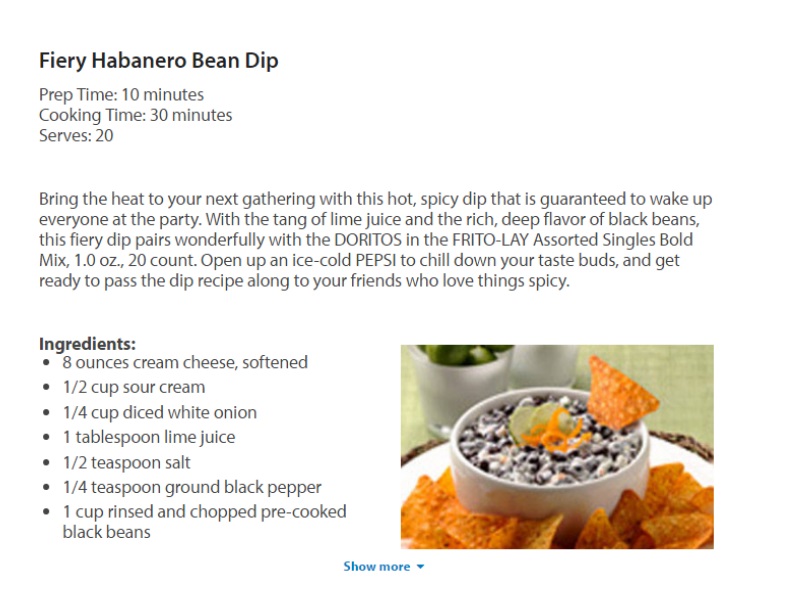 Fiery Habanero Bean Dip
Prep Time: 10 minutes
Cooking Time: 30 minutes
Serves: 20
Bring the heat to your next gathering with this hot, spicy dip that is guaranteed to wake up
everyone at the party. With the tang of lime juice and the rich, deep flavor of black beans,
this fiery dip pairs wonderfully with the DORITOS in the FRITO-LAY Assorted Singles Bold
Mix, 1.0 oz., 20 count. Open up an ice-cold PEPSI to chill down your taste buds, and get
ready to pass the dip recipe along to your friends who love things spicy.
Ingredients:
• 8 ounces cream cheese, softened
• 1/2 cup sour cream
• 1/4 cup diced white onion
• 1 tablespoon lime juice
• 1/2 teaspoon salt
• 1/4 teaspoon ground black pepper
• 1 cup rinsed and chopped pre-cooked
black beans
Show more